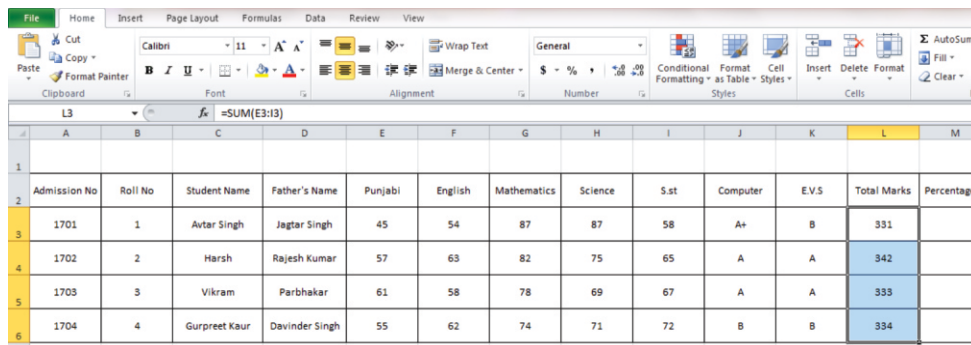 File Home Insert Page Layout Formulas Data Review View
Cut
Copy
Format Painter
Paste
Clipboard
Calibri 11 A A
B I U A
Font
Wrap Text
Merge & Center
Alignment
General
$ % , .0 .00 .00 .0
Number
Conditional Formatting
Format as Table
Cell Styles
Styles
Insert Delete Format
Cells
Σ AutoSum
Fill
Clear
L3 fx =SUM(E3:I3)
A B C D E F G H I J K L M
1
2 Admission No Roll No Student Name Father's Name Punjabi English Mathematics Science S.st Computer E.V.S Total Marks Percentag
3 1701 1 Avtar Singh Jagtar Singh 45 54 87 87 58 A+ B 331
4 1702 2 Harsh Rajesh Kumar 57 63 82 75 65 A A 342
5 1703 3 Vikram Parbhakar 61 58 78 69 67 A A 333
6 1704 4 Gurpreet Kaur Davinder Singh 55 62 74 71 72 B B 334